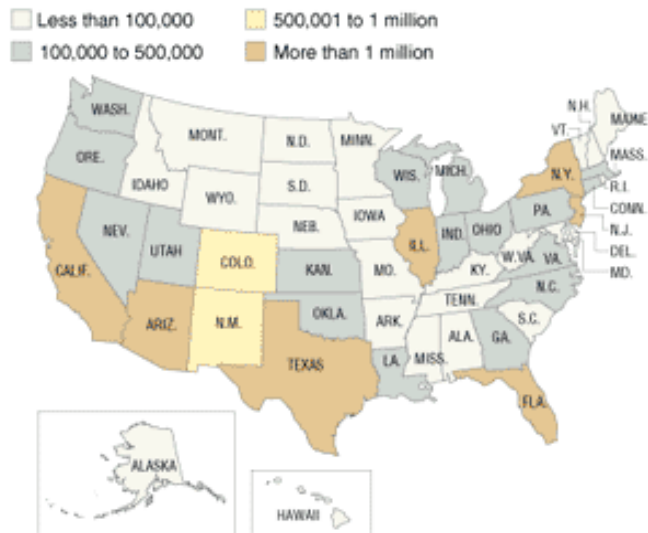 Less than 100,000
500,001 to 1 million
100,000 to 500,000
More than 1 million
WASH.
ORE.
CALIF.
NEV.
IDAHO
MONT.
WYO.
UTAH
ARIZ.
COLO.
N.M.
N.D.
S.D.
NEB.
KAN.
OKLA.
TEXAS
MINN.
IOWA
MO.
ARK.
LA.
WIS.
ILL.
MICH.
IND.
OHIO
KY.
TENN.
MISS.
ALA.
GA.
FLA.
S.C.
N.C.
VA.
W.VA.
PA.
N.Y.
VT.
N.H.
MAINE
MASS.
R.I.
CONN.
N.J.
DEL.
MD.
ALASKA
HAWAII